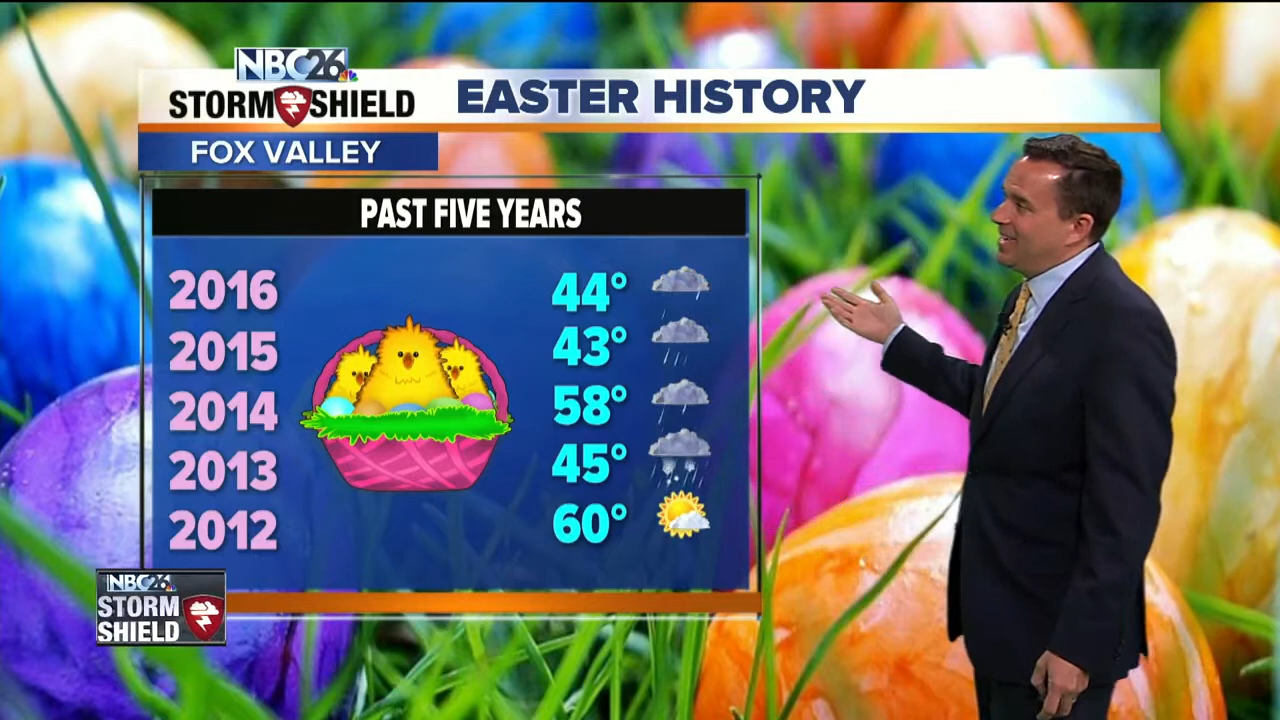 NBC26
STORM SHIELD
EASTER HISTORY
FOX VALLEY
PAST FIVE YEARS
2016 44°
2015 43°
2014 58°
2013 45°
2012 60°
NBC26
STORM
SHIELD